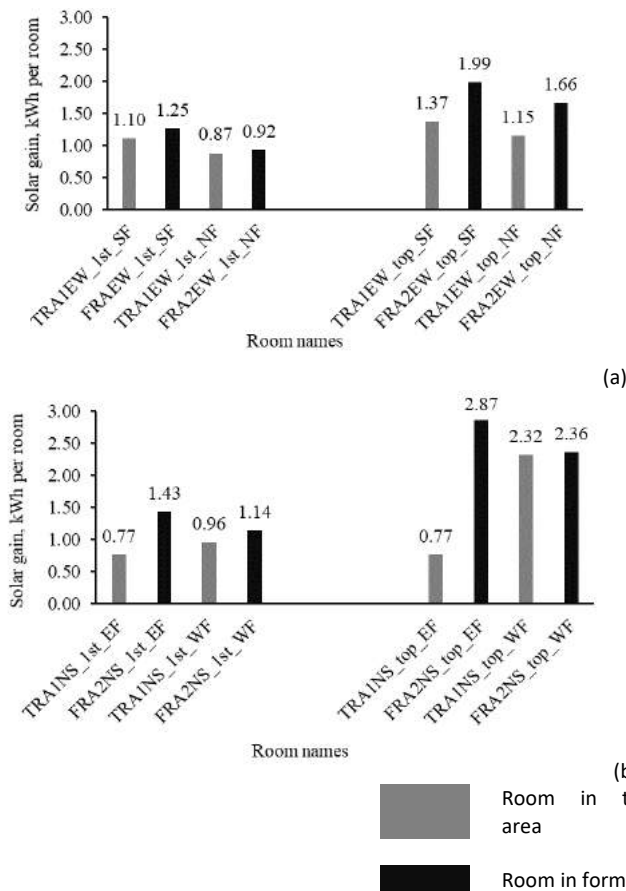 Solar gain, kWh per room
2.50
2.00
1.50
1.00
0.50
0.00
1.10
1.25
0.87
0.92
1.37
1.99
1.15
1.66
TRA1EW_1st_SF
FRAEW_1st_SF
TRA1EW_1st_NF
FRA2EW_1st_NF
TRA1EW_top_SF
FRA2EW_top_SF
TRA1EW_top_NF
FRA2EW_top_NF
Room names
(a)
Solar gain, kWh per room
3.00
2.50
2.00
1.50
1.00
0.50
0.00
0.77
1.43
0.96
1.14
0.77
2.87
2.32
2.36
TRA1NS_1st_EF
FRA2NS_1st_EF
TRA1NS_1st_WF
FRA2NS_1st_WF
TRA1NS_top_EF
FRA2NS_top_EF
TRA1NS_top_WF
FRA2NS_top_WF
Room names
(b
Room in t
area
Room in form